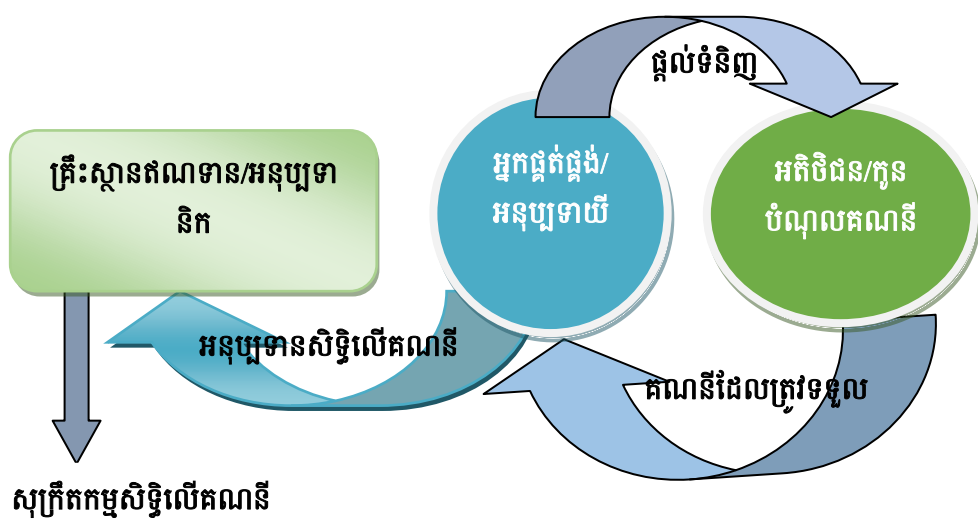 ផ្តល់ទំនិញ
គ្រឹះស្ថានឥណទាន/អនុប្បទា
និក
អ្នកផ្គត់ផ្គង់/
អនុប្បទាយី
អតិថិជន/កូន
បំណុលគណនី
អនុប្បទានសិទ្ធិលើគណនី
គណនីដែលត្រូវទទួល
សុក្រឹតកម្មសិទ្ធិលើគណនី